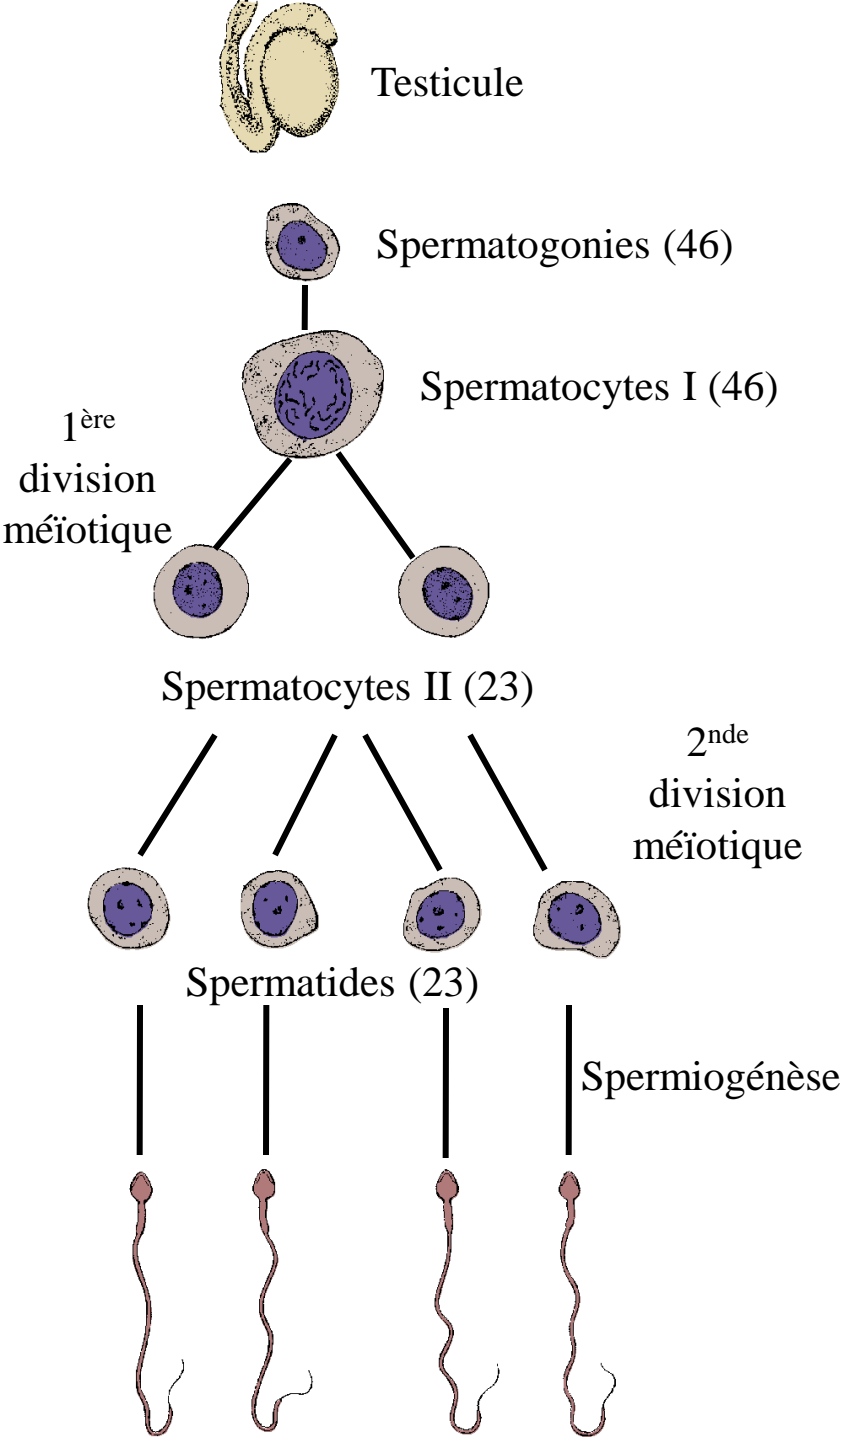 Testicule
Spermatogonies (46)
Spermatocytes I (46)
1ère
division
méïotique
Spermatocytes II (23)
2nde
division
méïotique
Spermatides (23)
Spermiogénèse